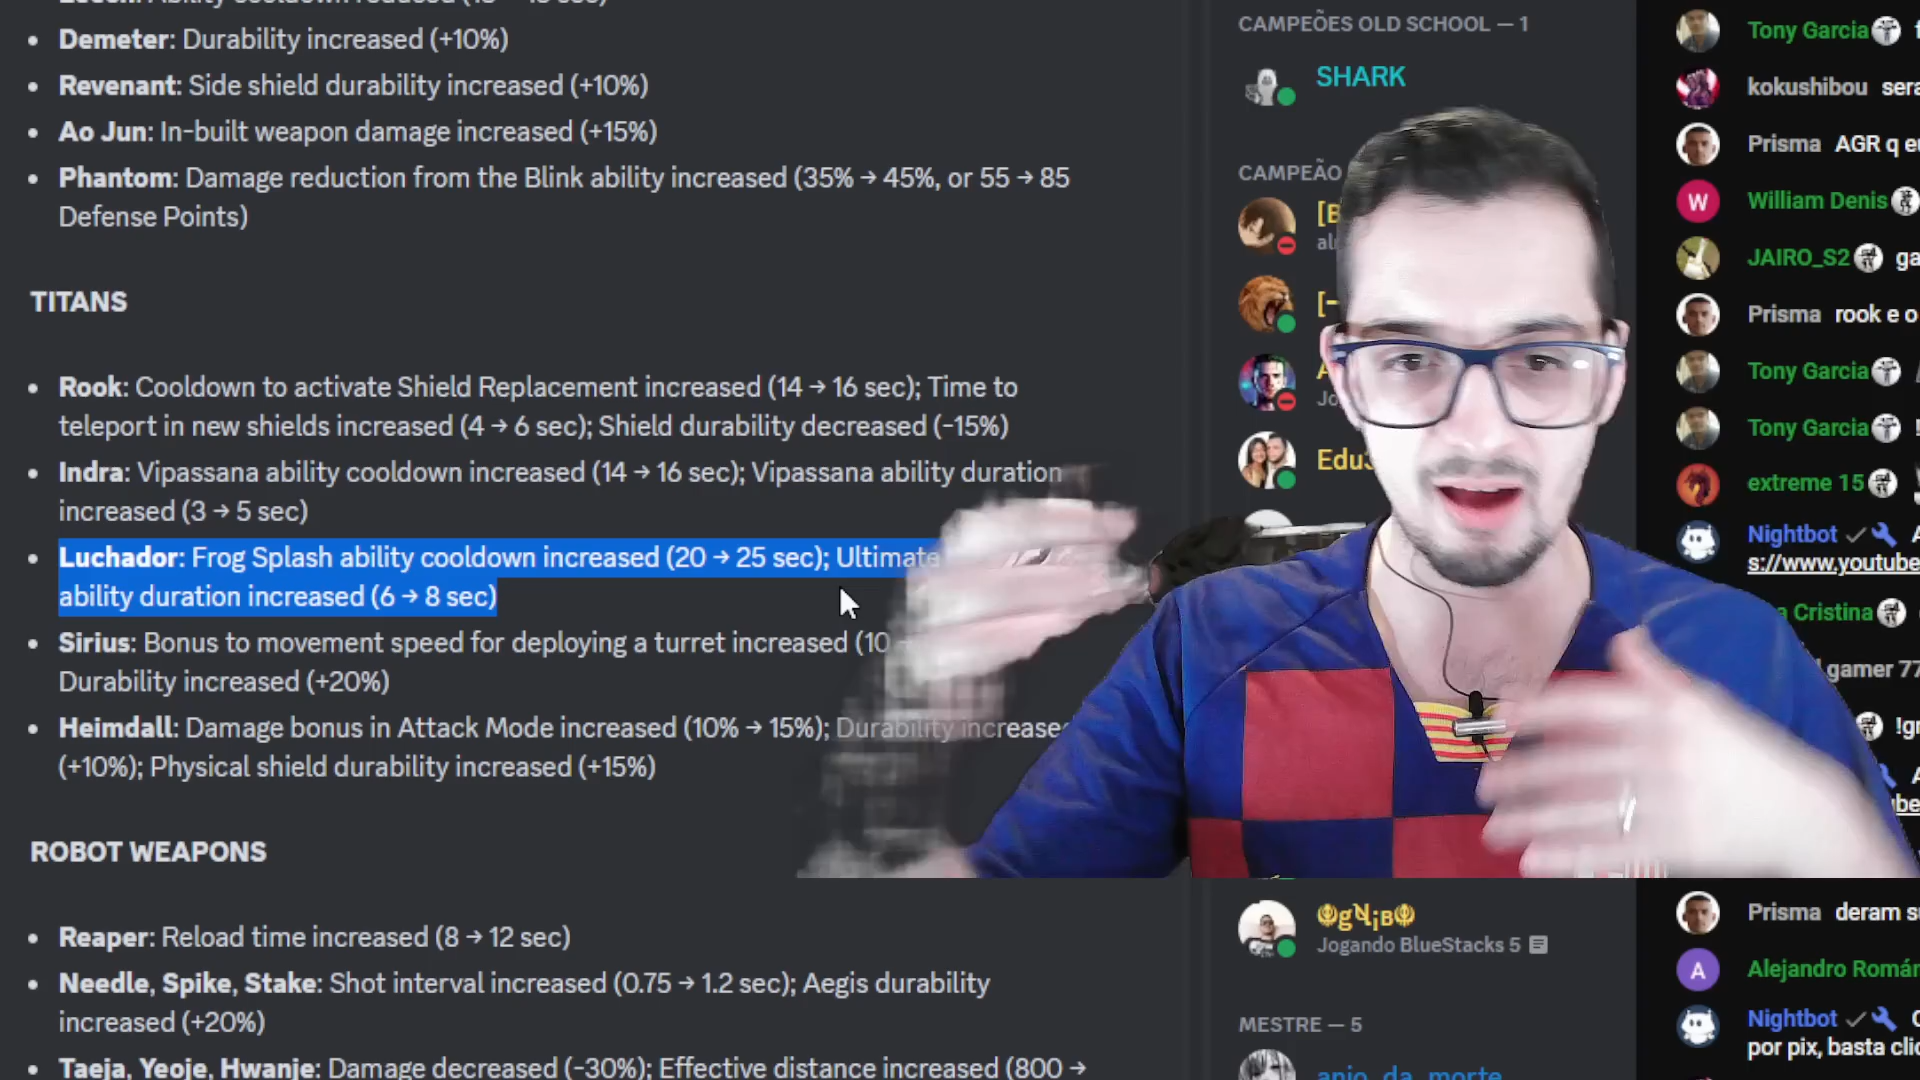 Demeter: Durability increased (+10%)
Revenant: Side shield durability increased (+10%)
Ao Jun: In-built weapon damage increased (+15%)
Phantom: Damage reduction from the Blink ability increased (35% → 45%, or 55 → 85
Defense Points)
TITANS
Rook: Cooldown to activate Shield Replacement increased (14 → 16 sec); Time to
teleport in new shields increased (4 → 6 sec); Shield durability decreased (-15%)
Indra: Vipassana ability cooldown increased (14 → 16 sec); Vipassana ability duration
increased (3 → 5 sec)
Luchador: Frog Splash ability cooldown increased (20 → 25 sec); Ultimate
ability duration increased (6 → 8 sec)
Sirius: Bonus to movement speed for deploying a turret increased (10
Durability increased (+20%)
Heimdall: Damage bonus in Attack Mode increased (10% → 15%); Durability increased
(+10%); Physical shield durability increased (+15%)
ROBOT WEAPONS
Reaper: Reload time increased (8 → 12 sec)
Needle, Spike, Stake: Shot interval increased (0.75 → 1.2 sec); Aegis durability
increased (+20%)
Taeja, Yeoje, Hwanje: Damage decreased (-30%); Effective distance increased (800 →
CAMPEÕES OLD SCHOOL — 1
SHARK
CAMPEÃO
Jogando BlueStacks 5
MESTRE — 5
anjo_da_morte
Tony Garcia
kokushibou
Prisma AGR q
William Denis
JAIRO_S2
Prisma rook e o
Tony Garcia
Tony Garcia
extreme 15
Nightbot
s://www.youtube
Cristina
gamer 77
Prisma deram
Alejandro Román
Nightbot
por pix, basta